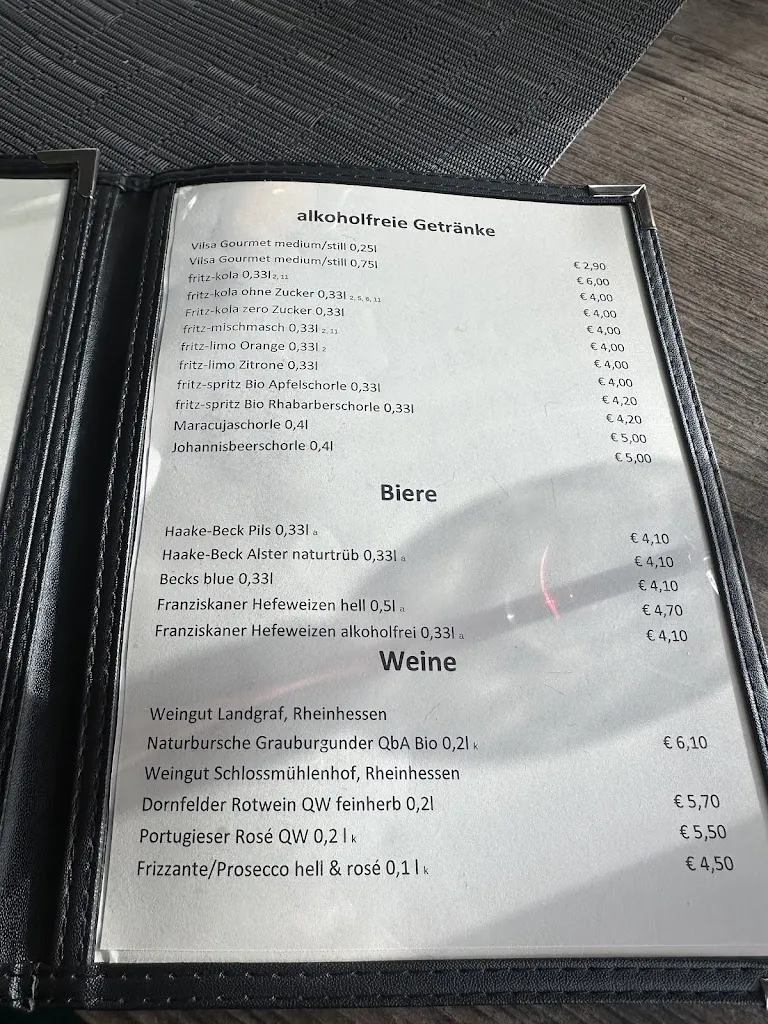 alkoholfreie Getränke
Vilsa Gourmet medium/still 0,25l € 2,90
Vilsa Gourmet medium/still 0,75l € 6,00
fritz-kola 0,33l 2, 11 € 4,00
fritz-kola ohne Zucker 0,33l 2, 5, 6, 11 € 4,00
Fritz-kola zero Zucker 0,33l € 4,00
fritz-mischmasch 0,33l 2, 11 € 4,00
fritz-limo Orange 0,33l 2 € 4,00
fritz-limo Zitrone 0,33l € 4,00
fritz-spritz Bio Apfelschorle 0,33l € 4,20
fritz-spritz Bio Rhabarberschorle 0,33l € 4,20
Maracujaschorle 0,4l € 5,00
Johannisbeerschorle 0,4l € 5,00
Biere
Haake-Beck Pils 0,33l a € 4,10
Haake-Beck Alster naturtrüb 0,33l a € 4,10
Becks blue 0,33l € 4,10
Franziskaner Hefeweizen hell 0,5l a € 4,70
Franziskaner Hefeweizen alkoholfrei 0,33l a € 4,10
Weine
Weingut Landgraf, Rheinhessen
Naturbursche Grauburgunder QbA Bio 0,2l k € 6,10
Weingut Schlossmühlenhof, Rheinhessen
Dornfelder Rotwein QW feinherb 0,2l € 5,70
Portugieser Rosé QW 0,2 l k € 5,50
Frizzante/Prosecco hell & rosé 0,1 l k € 4,50